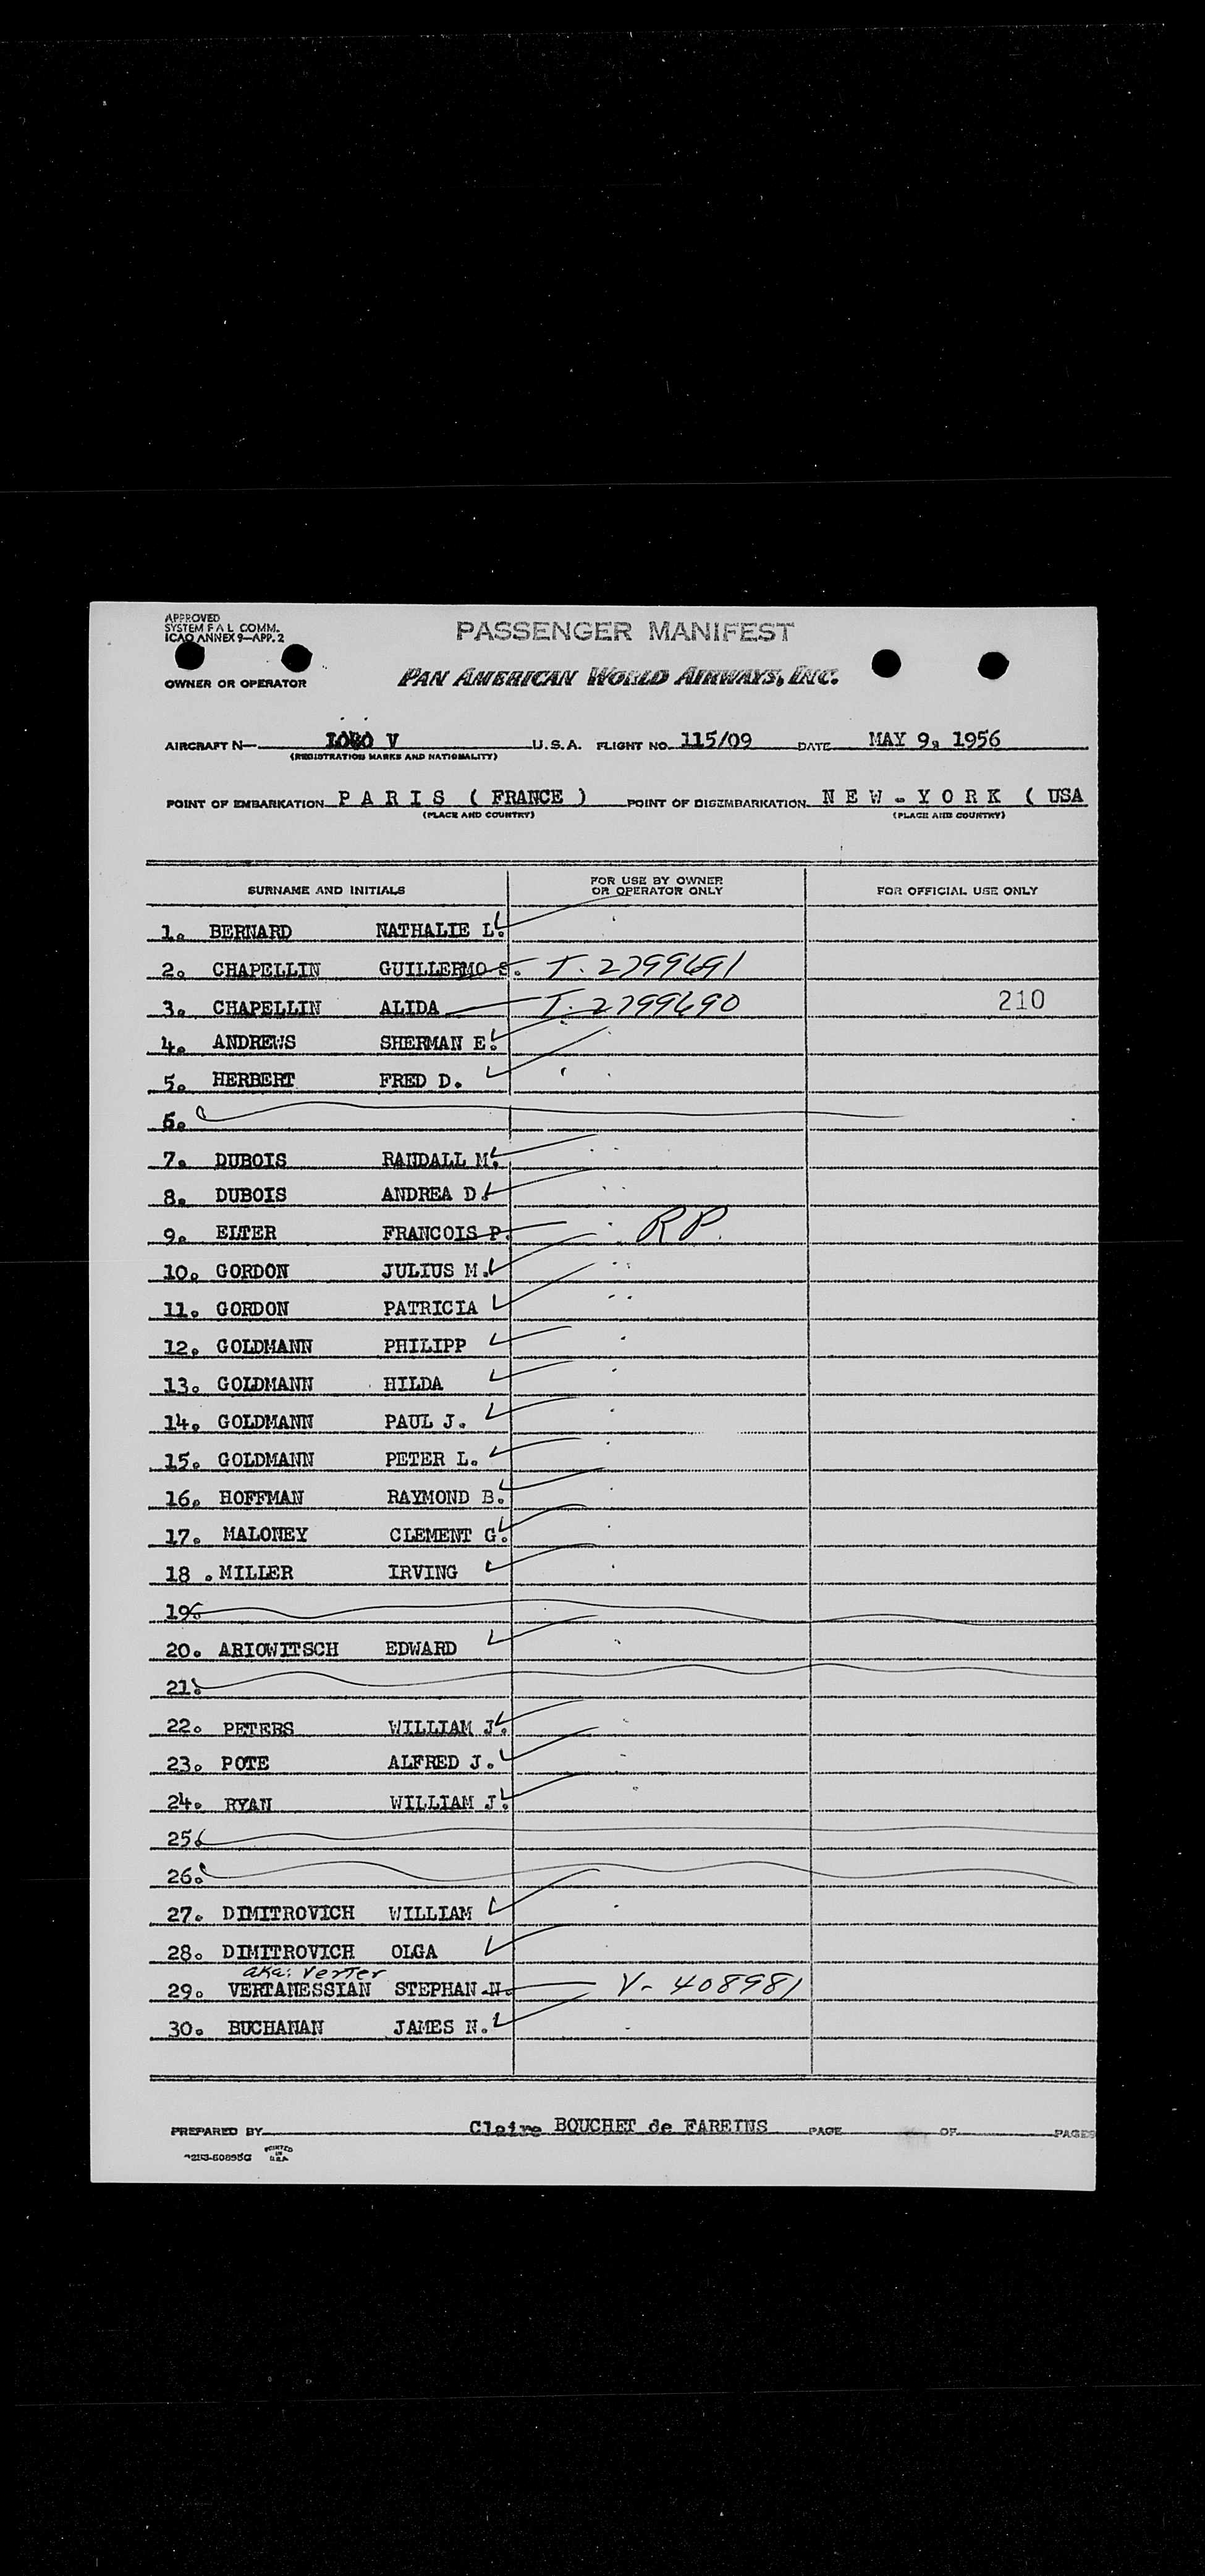 APPROVED
SYSTEM F A L COMM.
ICAO ANNEX 9—APP. 2
PASSENGER MANIFEST
OWNER OR OPERATOR
PAN AMERICAN WORLD AIRWAYS, INC.
AIRCRAFT N— V U.S.A. FLIGHT NO. 115/09 DATE MAY 9, 1956
(REGISTRATION MARKS AND NATIONALITY)
POINT OF EMBARKATION P A R I S ( FRANCE ) POINT OF DISEMBARKATION N E W - Y O R K ( USA
(PLACE AND COUNTRY) (PLACE AND COUNTRY)
SURNAME AND INITIALS FOR USE BY OWNER OR OPERATOR ONLY FOR OFFICIAL USE ONLY
1. BERNARD NATHALIE L.
2. CHAPELLIN GUILLERMO S. T. 2799691
3. CHAPELLIN ALIDA T. 2799690 210
4. ANDREWS SHERMAN E.
5. HERBERT FRED D.
6.
7. DUBOIS RANDALL M.
8. DUBOIS ANDREA D.
9. ELTER FRANCOIS P. RP.
10. GORDON JULIUS M.
11. GORDON PATRICIA
12. GOLDMANN PHILIPP
13. GOLDMANN HILDA
14. GOLDMANN PAUL J.
15. GOLDMANN PETER L.
16. HOFFMAN RAYMOND B.
17. MALONEY CLEMENT G.
18 . MILLER IRVING
19.
20. ARIOWITSCH EDWARD
21.
22. PETERS WILLIAM J.
23. POTE ALFRED J.
24. RYAN WILLIAM J.
25.
26.
27. DIMITROVICH WILLIAM
28. DIMITROVICH OLGA
aka: Verter
29. VERTANESSIAN STEPHAN N. V- 408981
30. BUCHANAN JAMES N.
PREPARED BY Claire BOUCHET de FAREINS PAGE OF PAGES
PRINTED IN U.S.A.